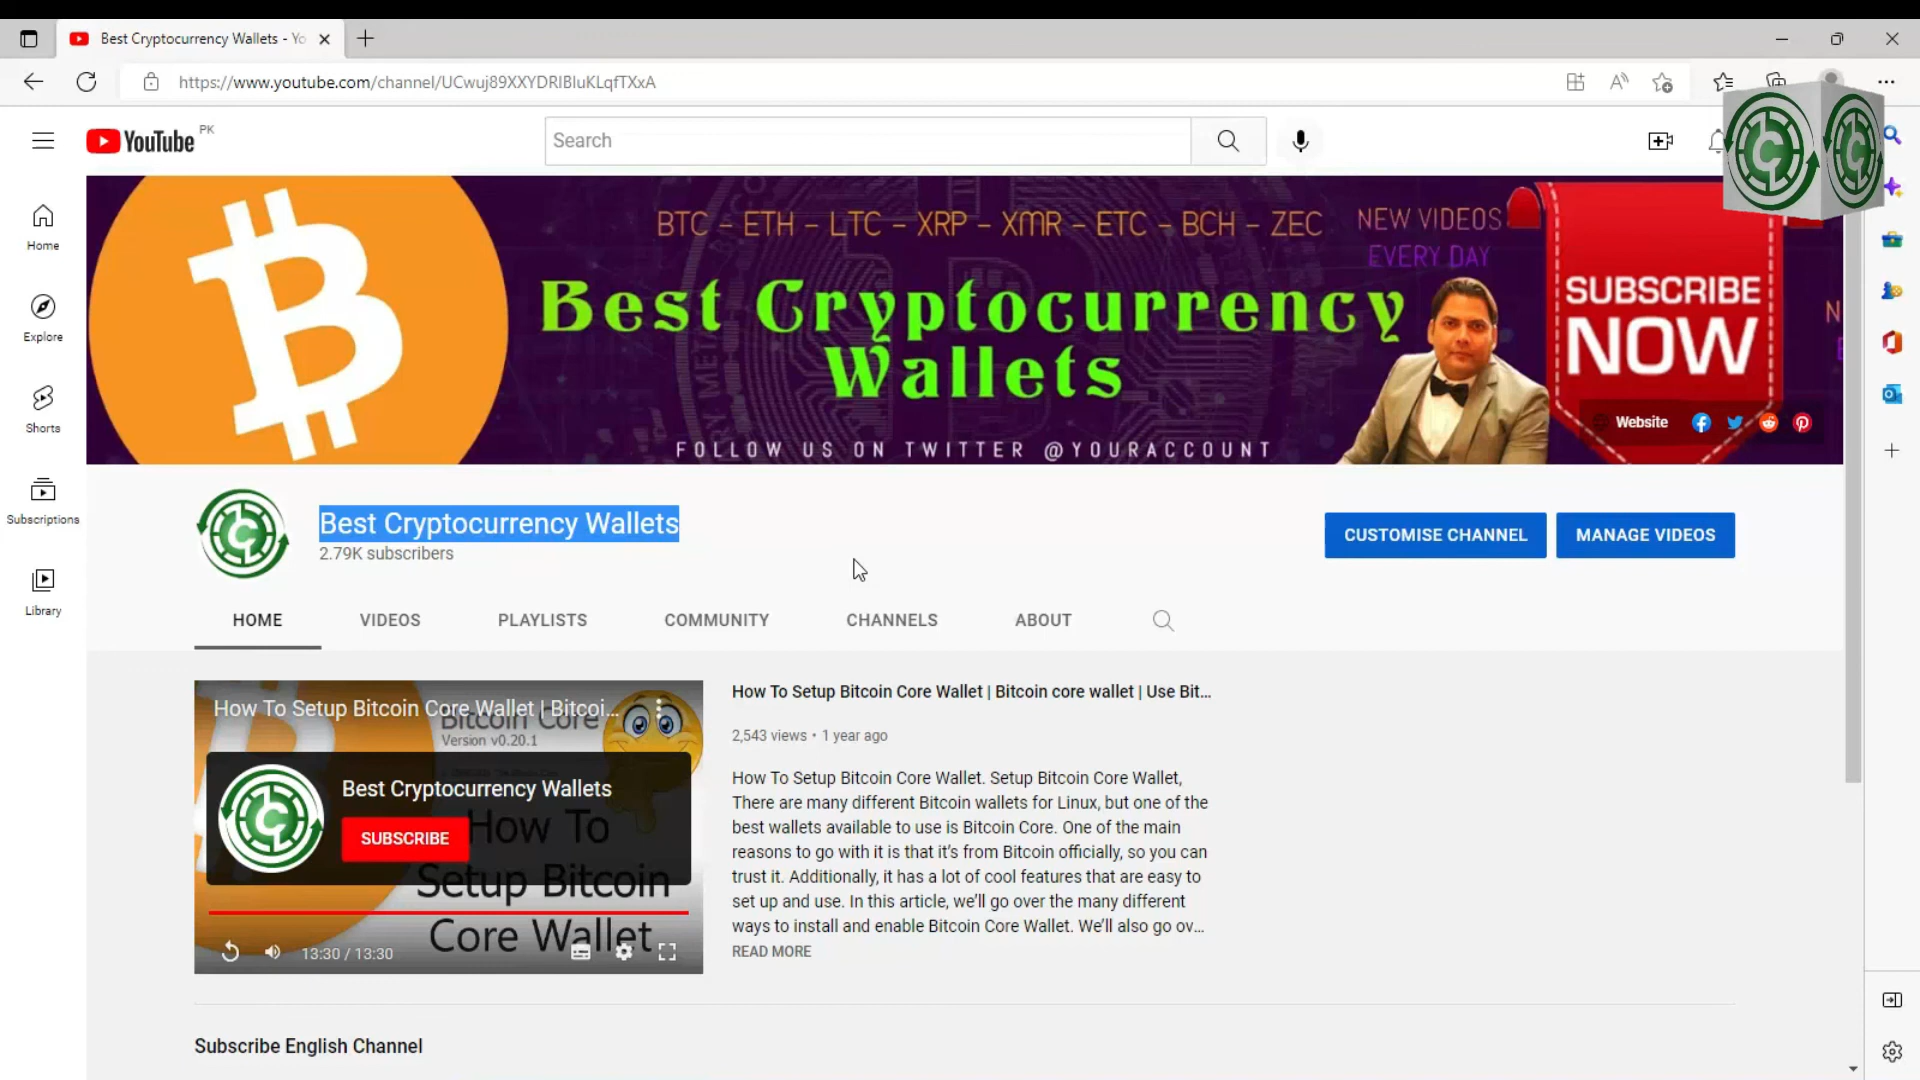 Best Cryptocurrency Wallets - Yo
https://www.youtube.com/channel/UCwuj89XXYDRIBluKLqfTXxA
YouTube PK
Search
Home
Explore
Shorts
Subscriptions
Library
BTC - ETH - LTC - XRP - XMR - ETC - BCH - ZEC
NEW VIDEOS
EVERY DAY
Best Cryptocurrency
Wallets
FOLLOW US ON TWITTER @YOURACCOUNT
SUBSCRIBE
NOW
Website
Best Cryptocurrency Wallets
2.79K subscribers
CUSTOMISE CHANNEL
MANAGE VIDEOS
HOME
VIDEOS
PLAYLISTS
COMMUNITY
CHANNELS
ABOUT
How To Setup Bitcoin Core Wallet | Bitcoi...
Bitcoin Core
Version v0.20.1
Best Cryptocurrency Wallets
SUBSCRIBE
How To
Setup Bitcoin
Core Wallet
13:30 / 13:30
How To Setup Bitcoin Core Wallet | Bitcoin core wallet | Use Bit...
2,543 views • 1 year ago
How To Setup Bitcoin Core Wallet. Setup Bitcoin Core Wallet,
There are many different Bitcoin wallets for Linux, but one of the
best wallets available to use is Bitcoin Core. One of the main
reasons to go with it is that it's from Bitcoin officially, so you can
trust it. Additionally, it has a lot of cool features that are easy to
set up and use. In this article, we'll go over the many different
ways to install and enable Bitcoin Core Wallet. We'll also go ov...
READ MORE
Subscribe English Channel